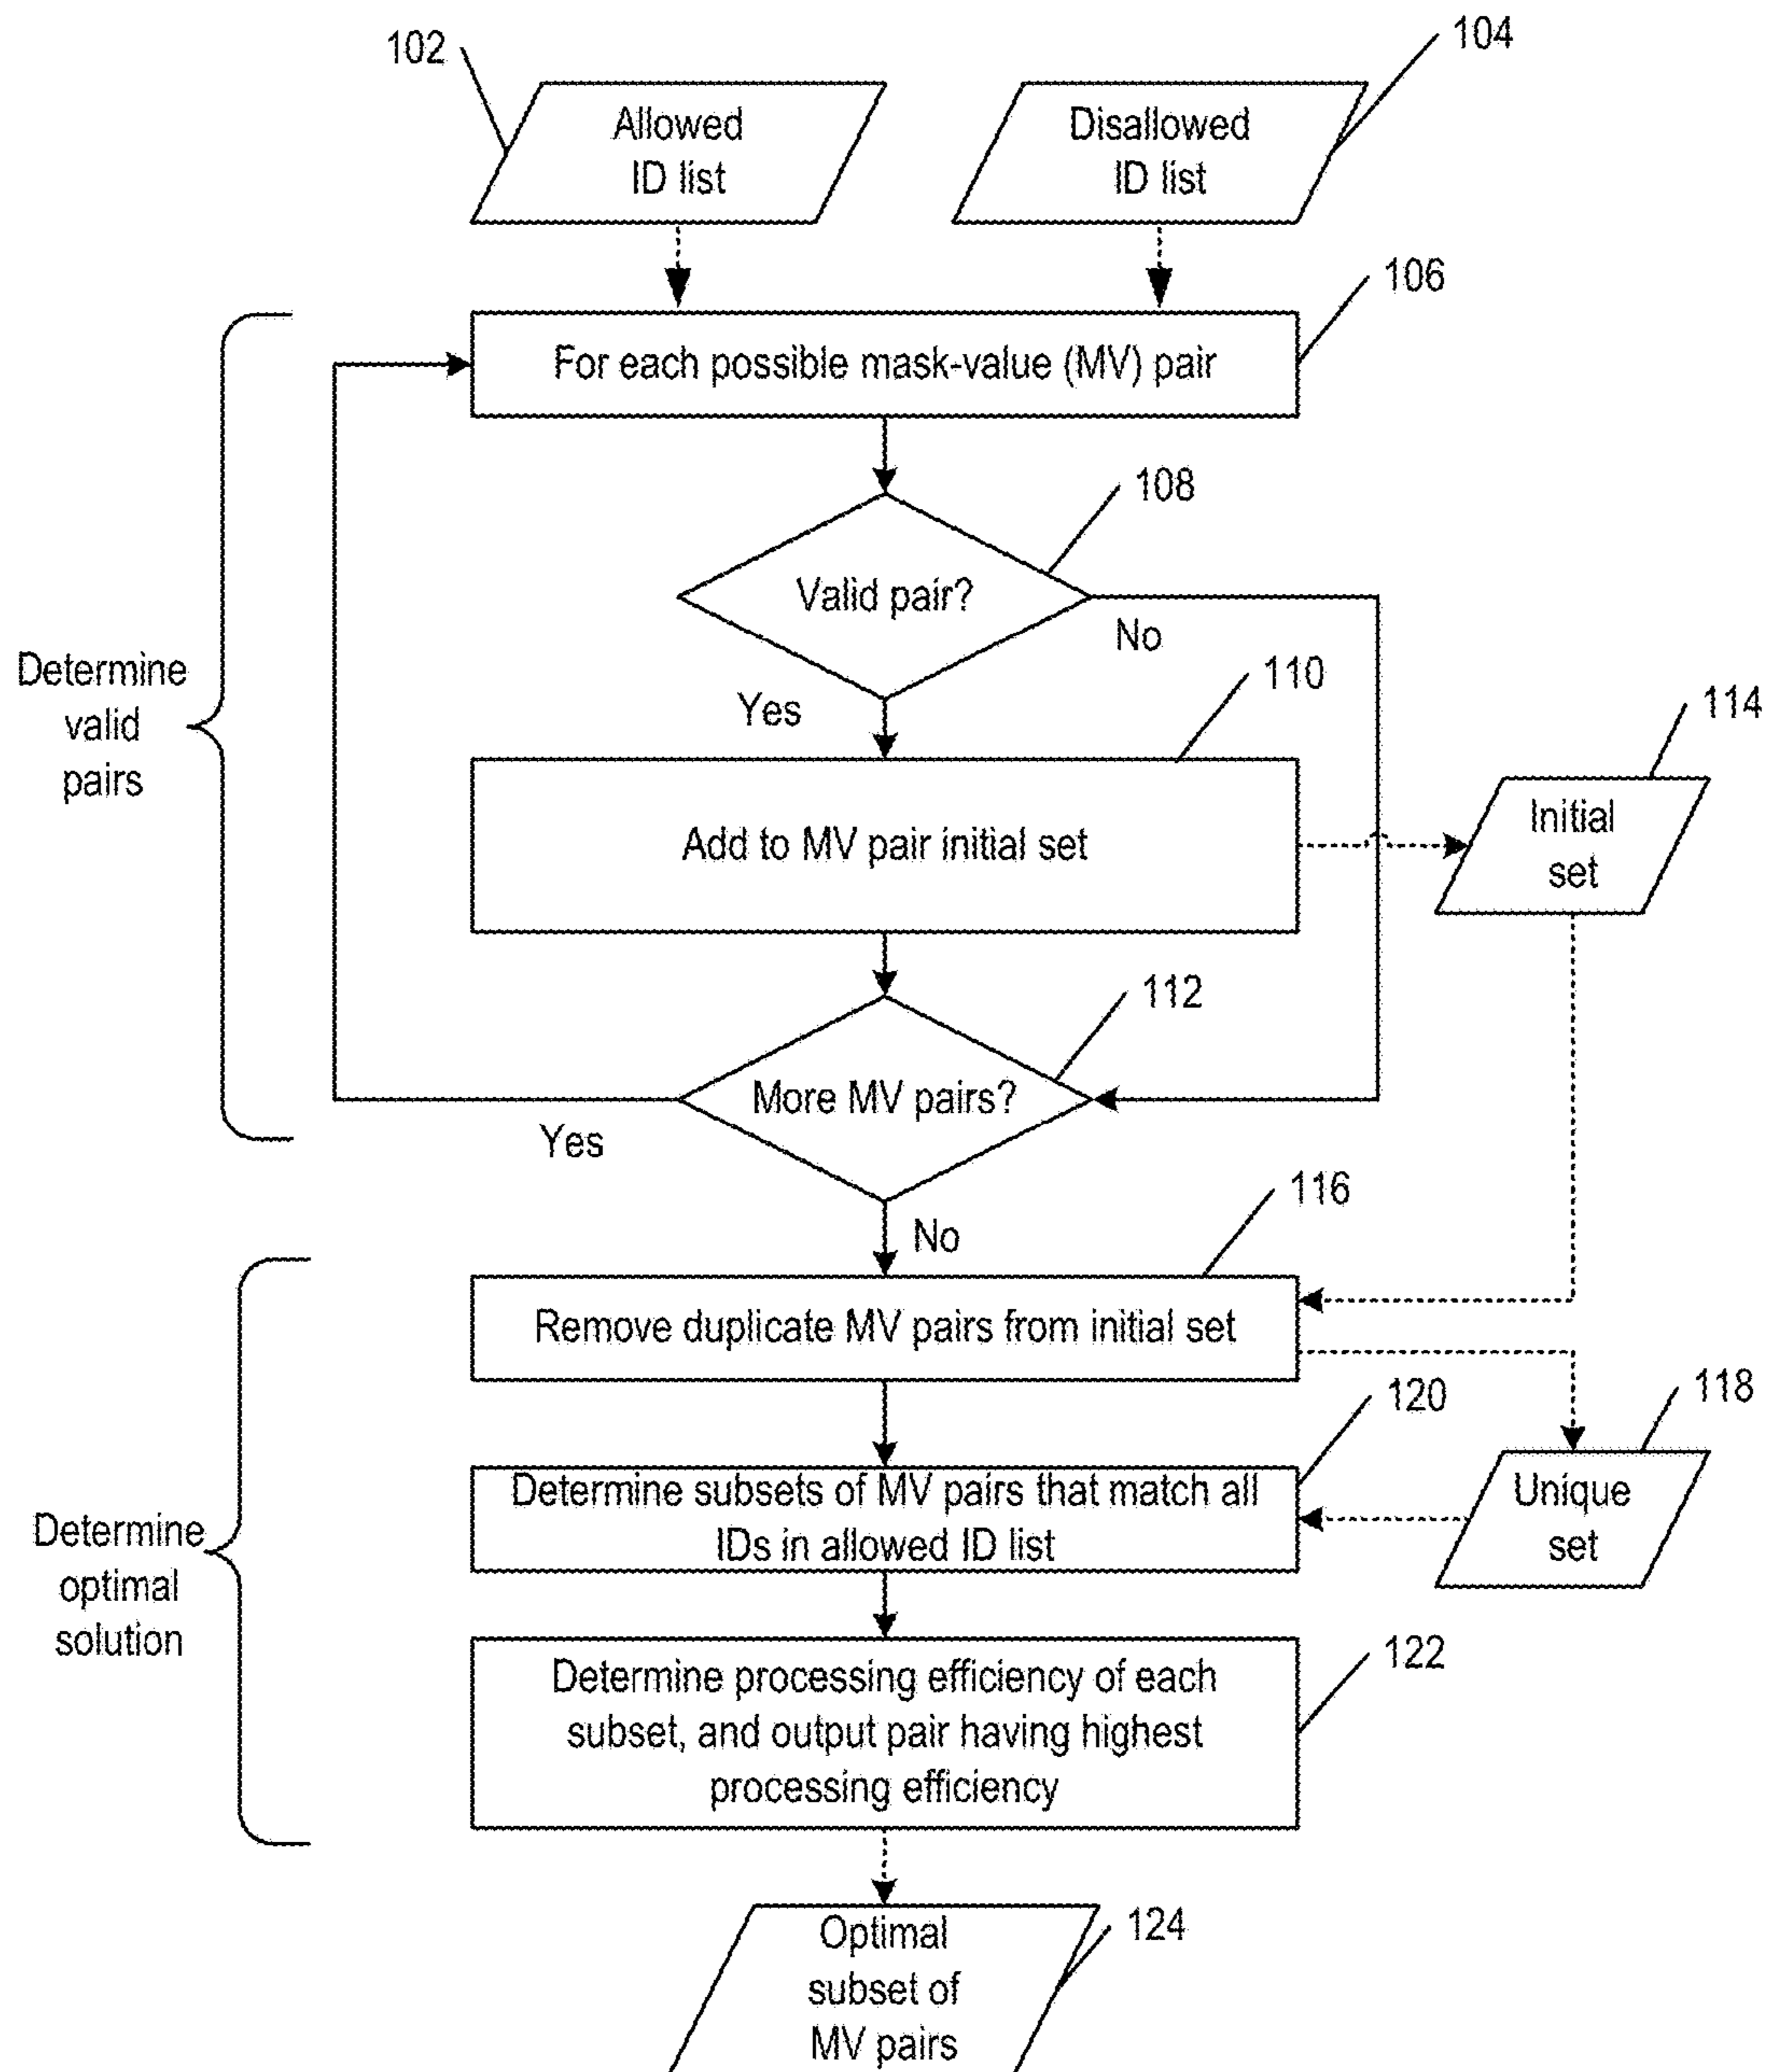 102
104
Allowed
ID list
Disallowed
ID list
106
For each possible mask-value (MV) pair
108
Valid pair?
No
Determine
valid
pairs
Yes
110
114
Add to MV pair initial set
Initial
set
112
More MV pairs?
Yes
116
No
Remove duplicate MV pairs from initial set
120
118
Determine subsets of MV pairs that match all
IDs in allowed ID list
Unique
set
Determine
optimal
solution
122
Determine processing efficiency of each
subset, and output pair having highest
processing efficiency
124
Optimal
subset of
MV pairs